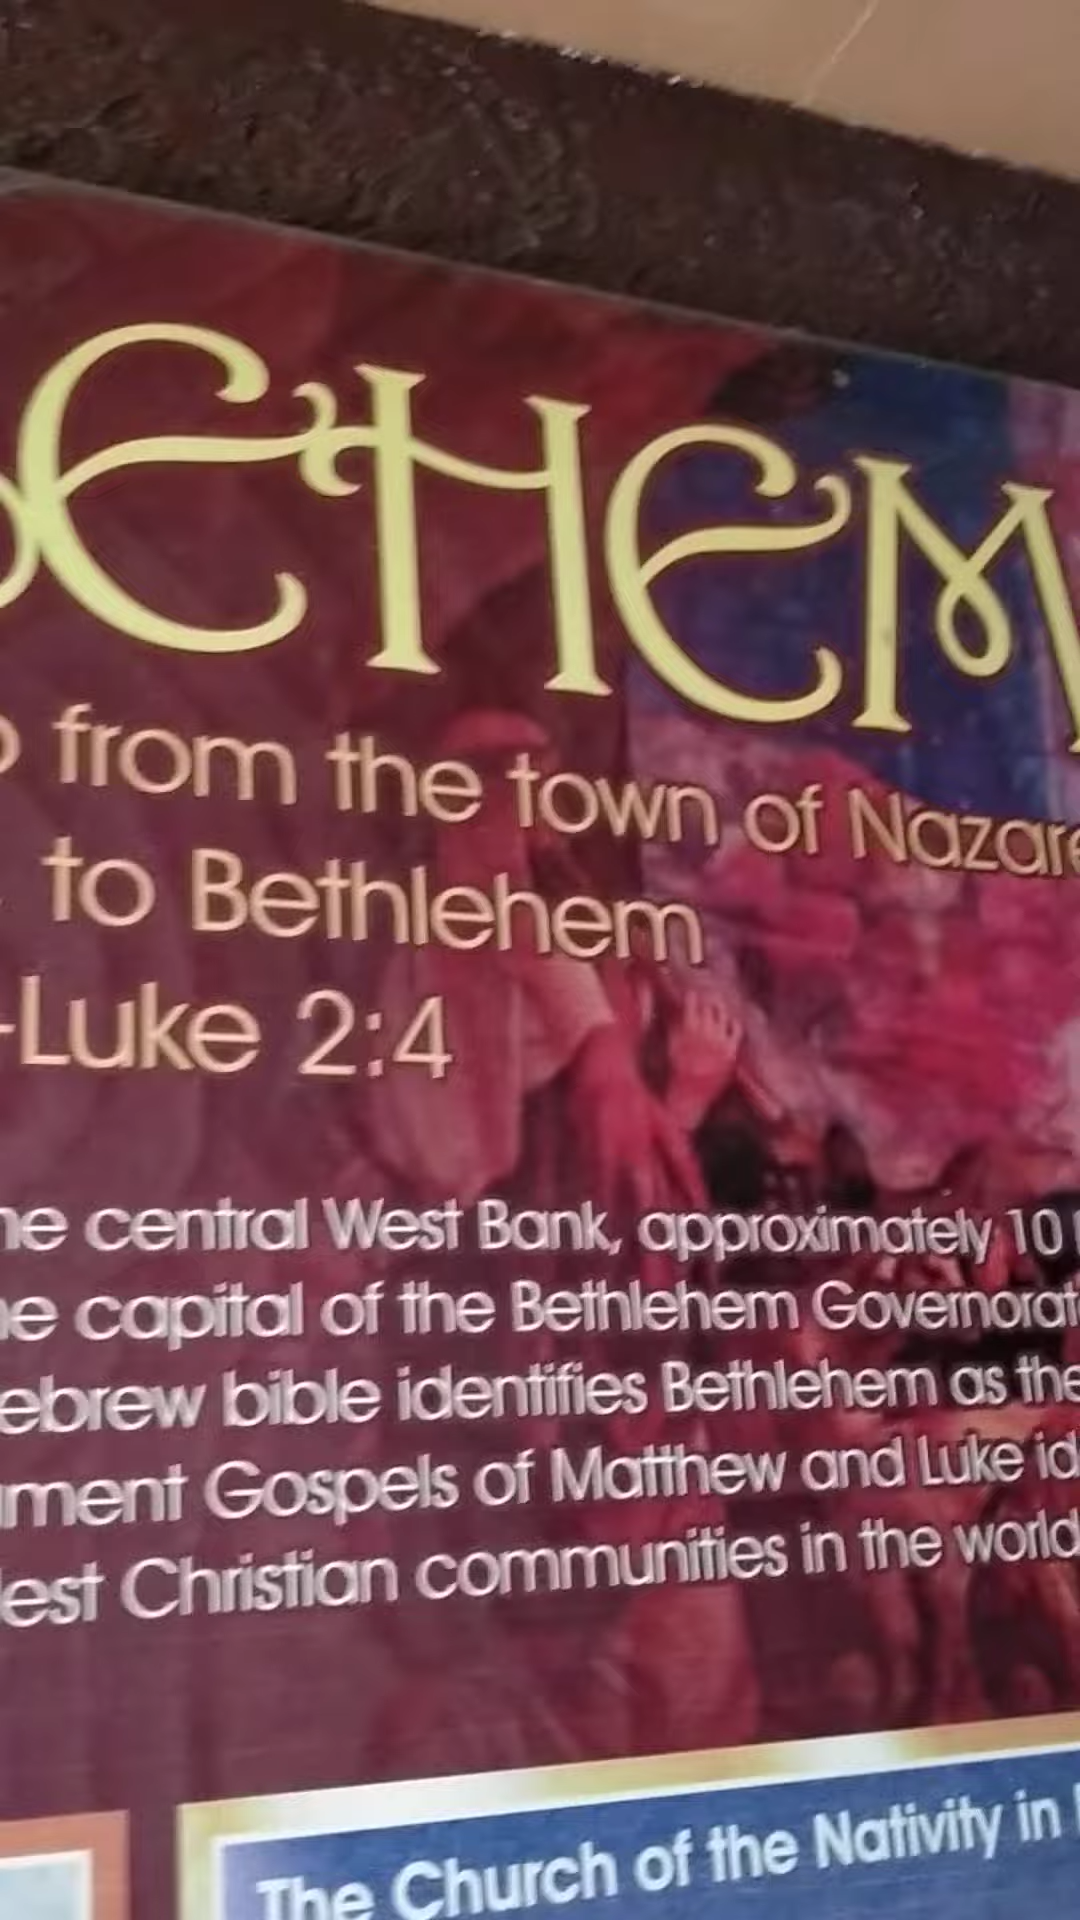 EHEM
from the town of Nazare
to Bethlehem
-Luke 2:4
he central West Bank, approximately 10
he capital of the Bethlehem Governorat
ebrew bible identifies Bethlehem as the
ment Gospels of Matthew and Luke id
lest Christian communities in the world
The Church of the Nativity in